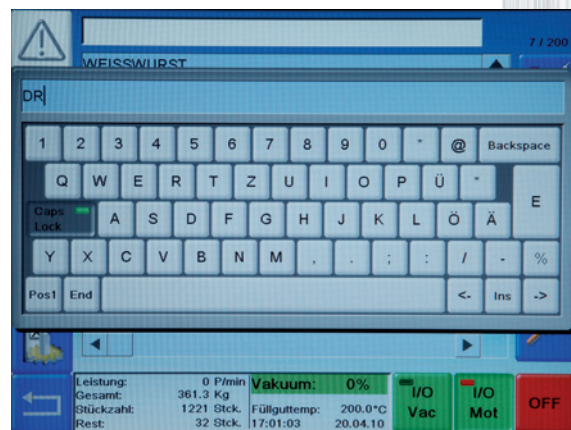 7 / 200
WEISSWURST
DR
1 2 3 4 5 6 7 8 9 0 @ Backspace
Q W E R T Z U I O P Ü
Caps Lock A S D F G H J K L Ö Ä E
Y X C V B N M , . ; : / - %
Pos1 End <- Ins ->
Leistung: 0 P/min
Gesamt: 361.3 Kg
Stückzahl: 1221 Stck.
Rest: 32 Stck.
Vakuum: 0%
Füllguttemp: 200.0°C
17:01:03 20.04.10
I/O Vac
I/O Mot
OFF